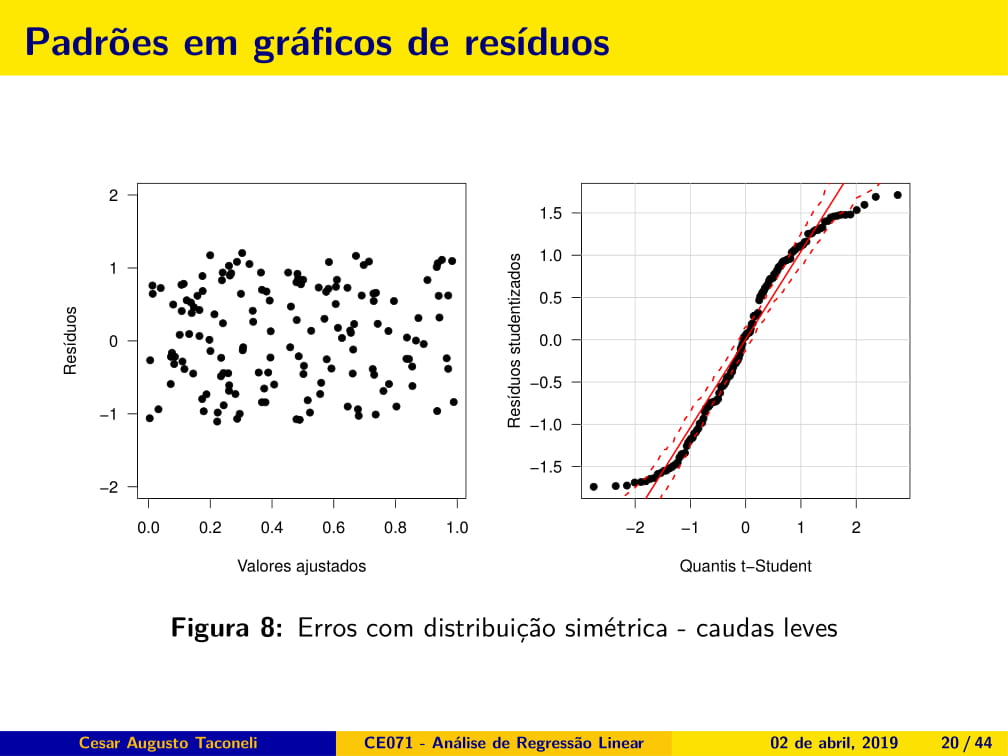 Padrões em gráficos de resíduos
2
1
0
−1
−2
Resíduos
0.0 0.2 0.4 0.6 0.8 1.0
Valores ajustados
1.5
1.0
0.5
0.0
−0.5
−1.0
−1.5
Resíduos studentizados
−2 −1 0 1 2
Quantis t−Student
Figura 8: Erros com distribuição simétrica - caudas leves
Cesar Augusto Taconeli CE071 - Análise de Regressão Linear 02 de abril, 2019 20 / 44